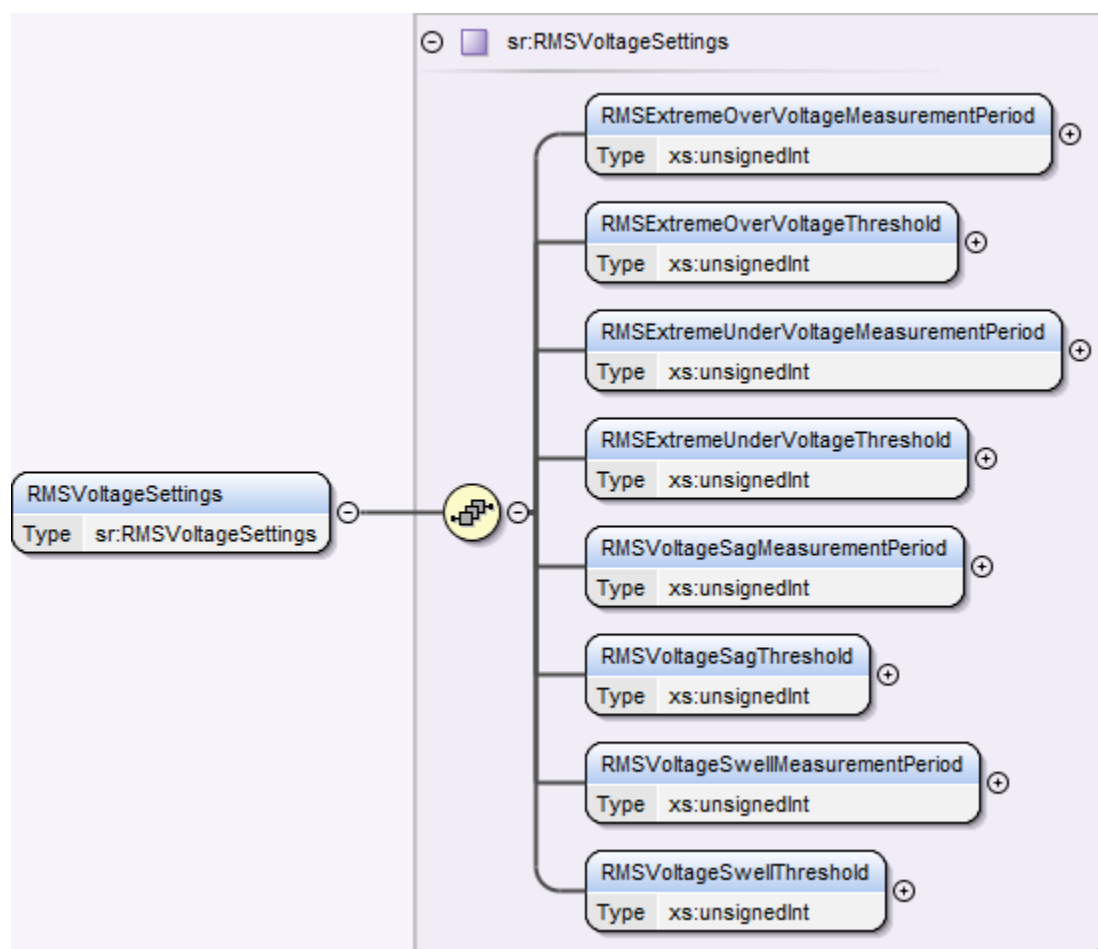 sr:RMSVoltageSettings
RMSExtremeOverVoltageMeasurementPeriod
Type xs:unsignedInt
RMSExtremeOverVoltageThreshold
Type xs:unsignedInt
RMSExtremeUnderVoltageMeasurementPeriod
Type xs:unsignedInt
RMSExtremeUnderVoltageThreshold
Type xs:unsignedInt
RMSVoltageSettings
Type sr:RMSVoltageSettings
RMSVoltageSagMeasurementPeriod
Type xs:unsignedInt
RMSVoltageSagThreshold
Type xs:unsignedInt
RMSVoltageSwellMeasurementPeriod
Type xs:unsignedInt
RMSVoltageSwellThreshold
Type xs:unsignedInt